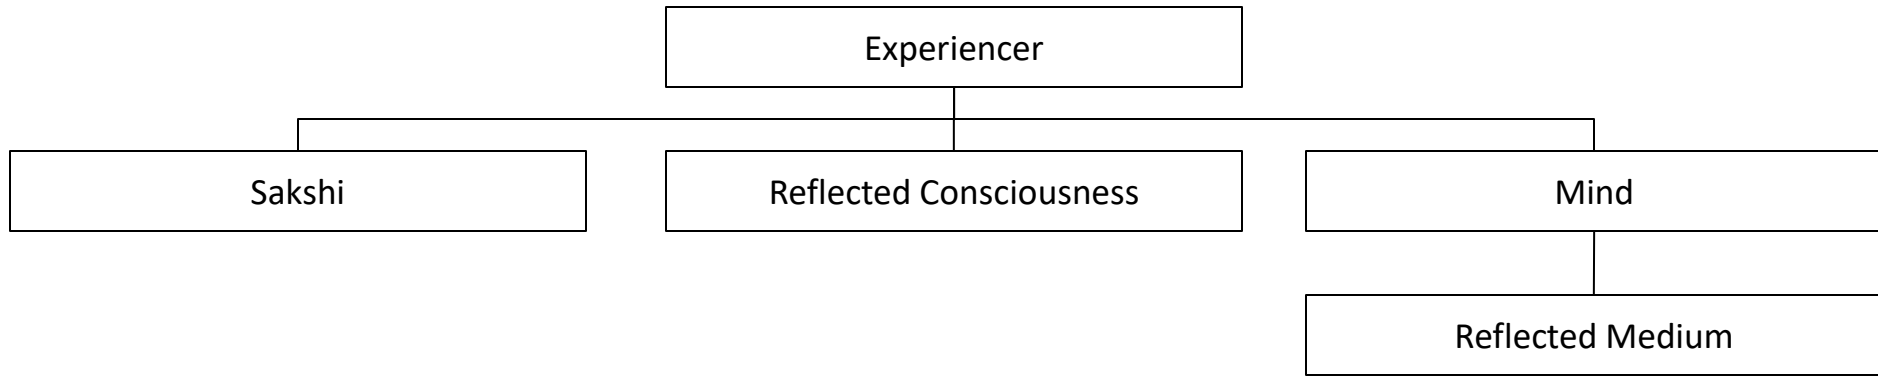 Experiencer
Sakshi
Reflected Consciousness
Mind
Reflected Medium